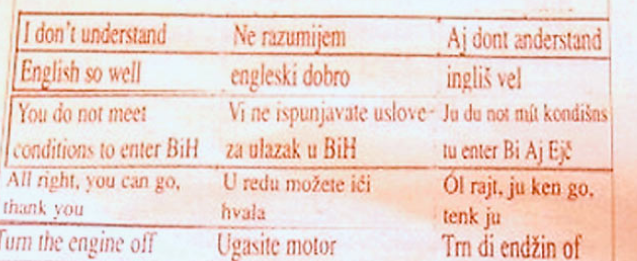 I don't understand Ne razumijem Aj dont anderstand
English so well engleski dobro ingliš vel
You do not meet Vi ne ispunjavate uslove- Ju du not mit kondišns
conditions to enter BiH za ulazak u BiH tu enter Bi Aj Ejč
All right, you can go, U redu možete ići Ól rajt, ju ken go,
thank you hvala tenk ju
Turn the engine off Ugasite motor Trn di endžin of